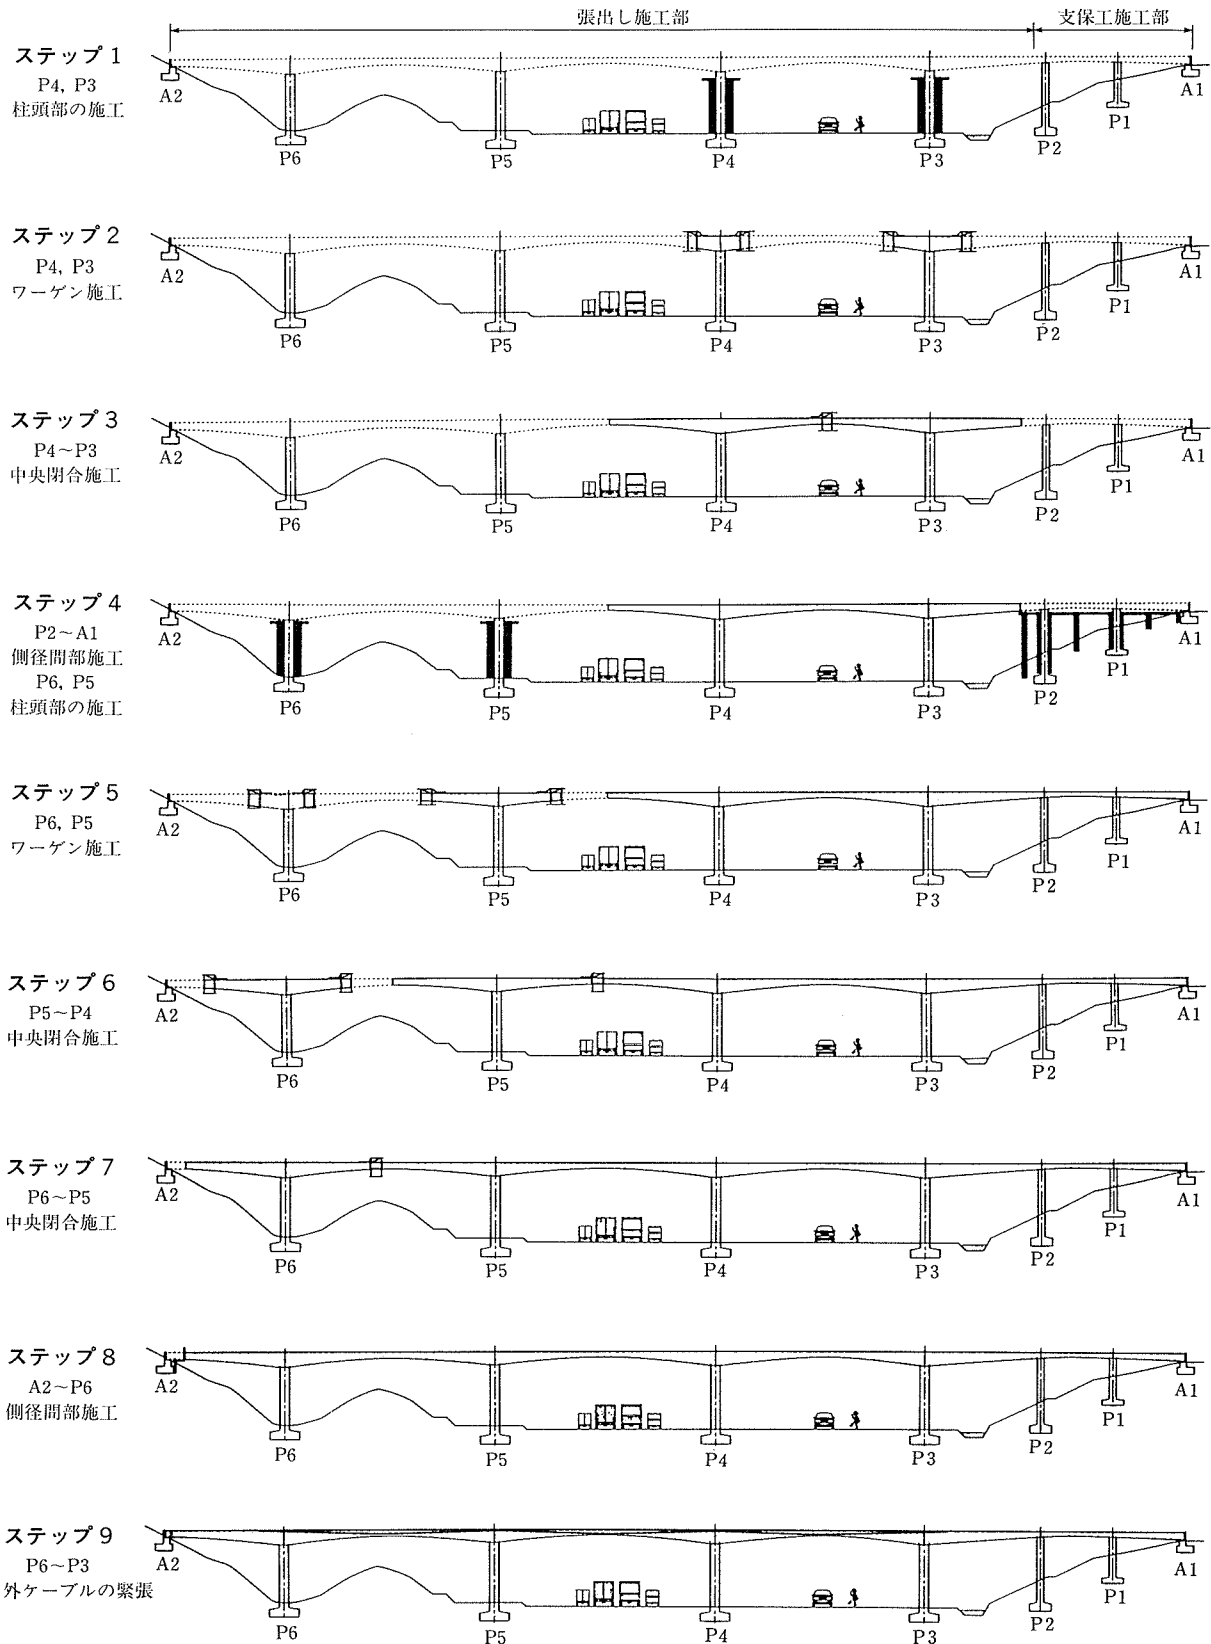 張出し施工部
支保工施工部
ステップ 1
P4, P3
柱頭部の施工
A2
P6
P5
P4
P3
P2
P1
A1
ステップ 2
P4, P3
ワーゲン施工
A2
P6
P5
P4
P3
P2
P1
A1
ステップ 3
P4~P3
中央閉合施工
A2
P6
P5
P4
P3
P2
P1
A1
ステップ 4
P2~A1
側径間部施工
P6, P5
柱頭部の施工
A2
P6
P5
P4
P3
P2
P1
A1
ステップ 5
P6, P5
ワーゲン施工
A2
P6
P5
P4
P3
P2
P1
A1
ステップ 6
P5~P4
中央閉合施工
A2
P6
P5
P4
P3
P2
P1
A1
ステップ 7
P6~P5
中央閉合施工
A2
P6
P5
P4
P3
P2
P1
A1
ステップ 8
A2~P6
側径間部施工
A2
P6
P5
P4
P3
P2
P1
A1
ステップ 9
P6~P3
外ケーブルの緊張
A2
P6
P5
P4
P3
P2
P1
A1